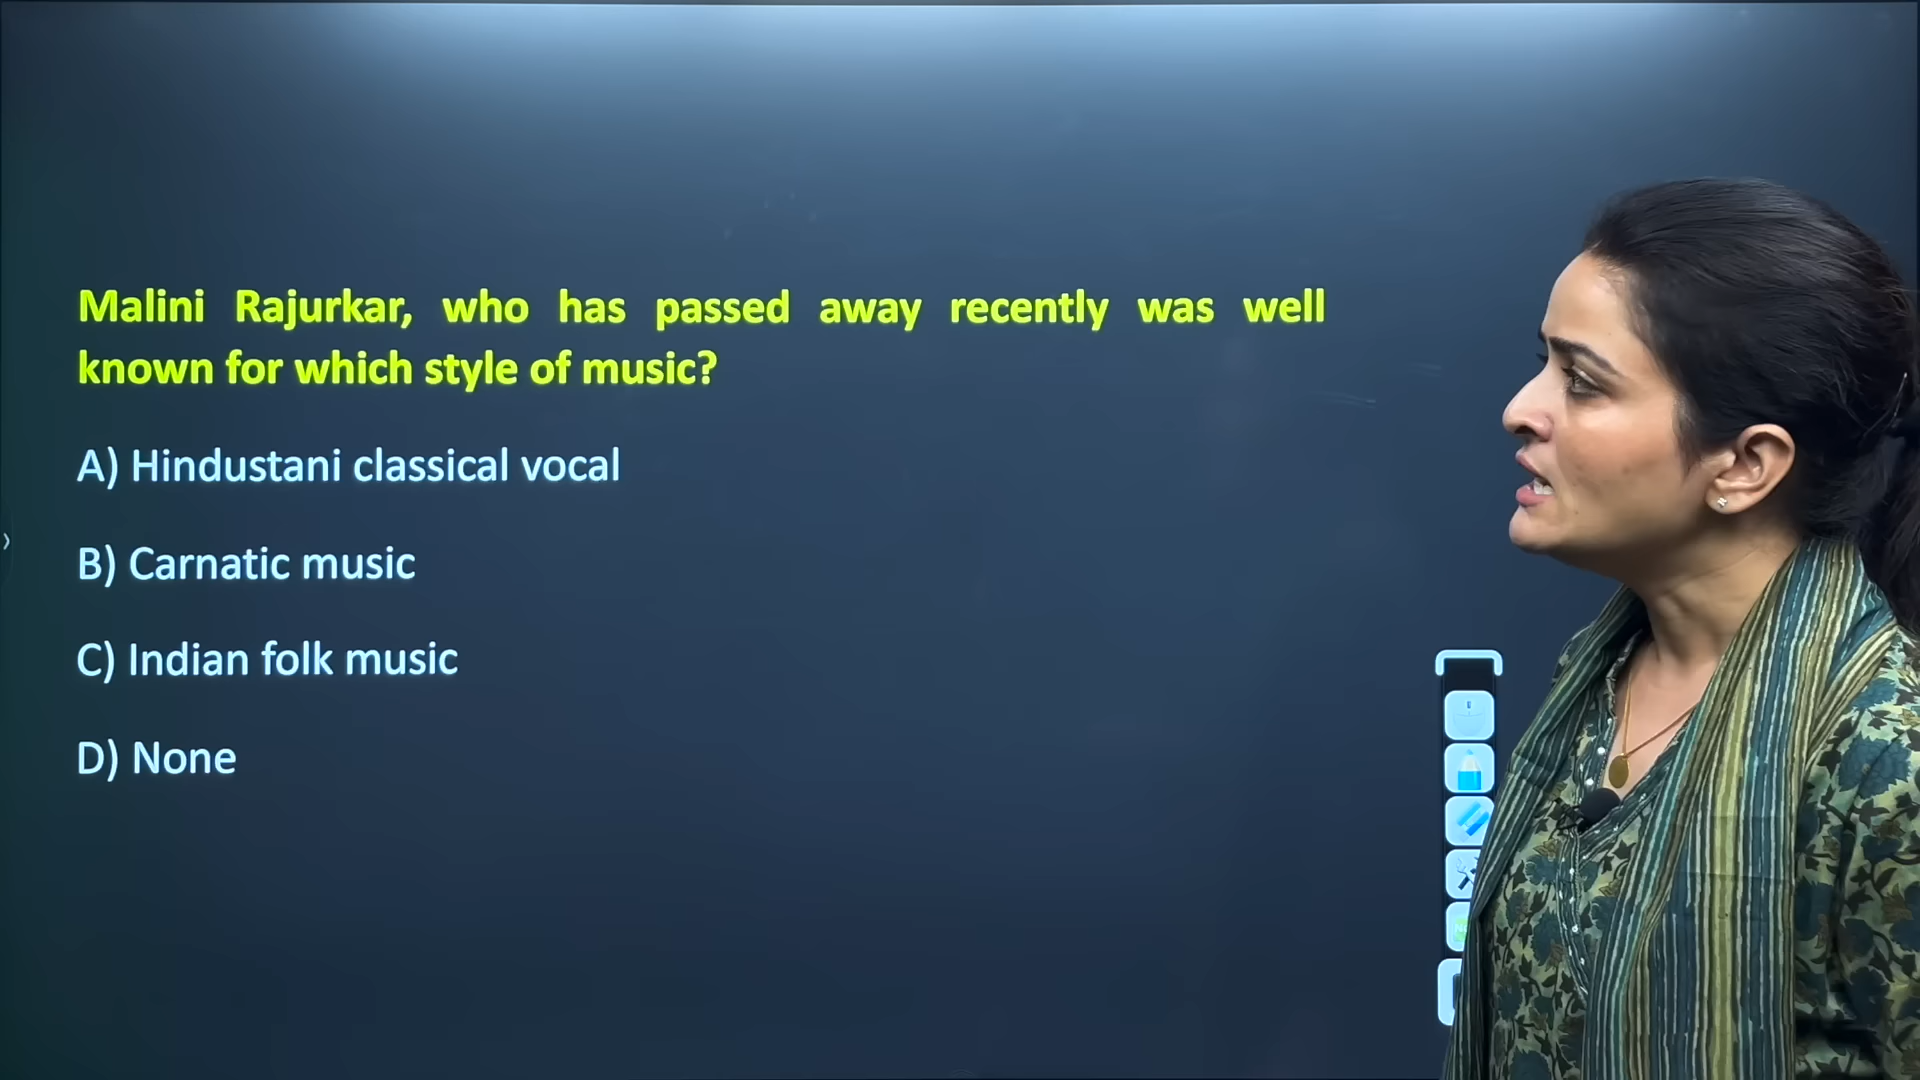 Malini Rajurkar, who has passed away recently was well
known for which style of music?
A) Hindustani classical vocal
B) Carnatic music
C) Indian folk music
D) None